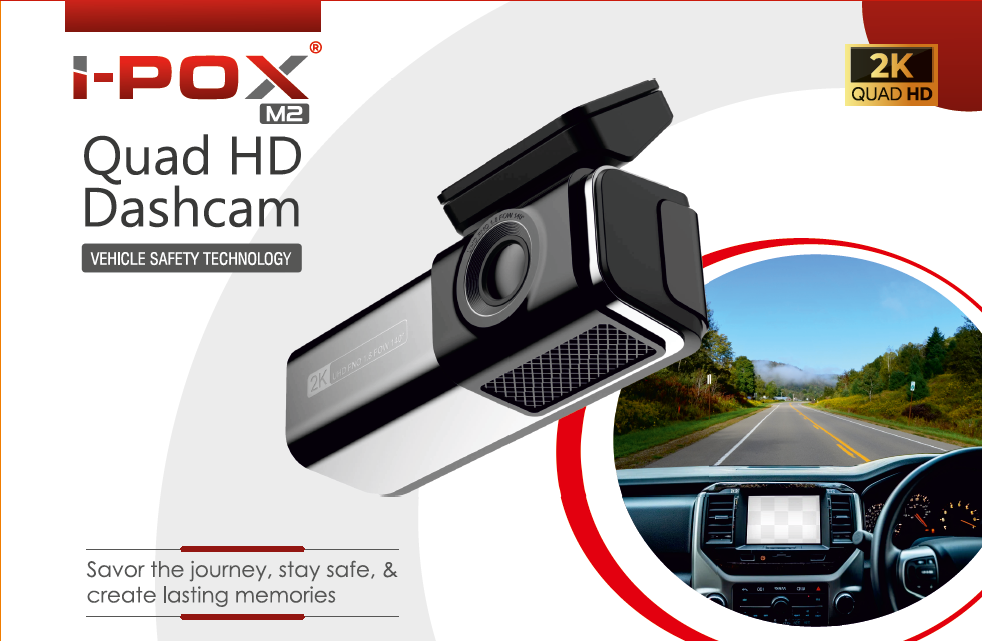 i-POX®
M2
Quad HD
Dashcam
VEHICLE SAFETY TECHNOLOGY
2K
QUAD HD
2K
Savor the journey, stay safe, &
create lasting memories